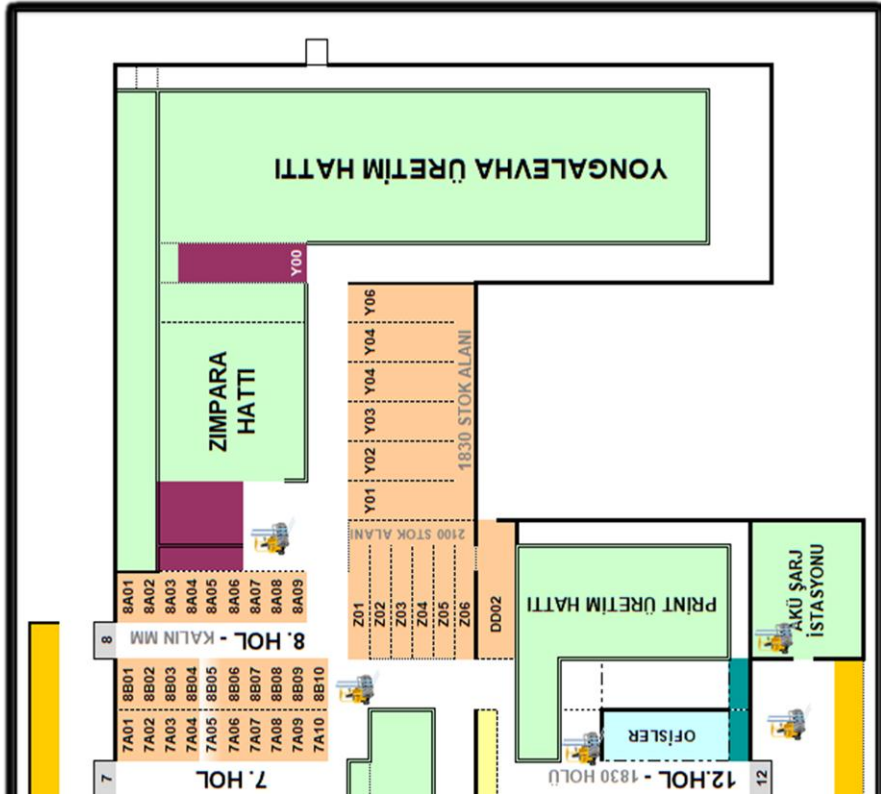 YONGALEVHA ÜRETİM HATTI
Y00
Y06
Y04
Y04
Y03
Y02
Y01
1830 STOK ALANI
ZIMPARA
HATTI
2100 STOK ALANI
Z01
Z02
Z03
Z04
Z05
Z06
DD02
PRİNT ÜRETİM HATTI
AKÜ ŞARJ
İSTASYONU
8A01
8A02
8A03
8A04
8A05
8A06
8A07
8A08
8A09
8
8. HOL - KALIN MM
8B01
8B02
8B03
8B04
8B05
8B06
8B07
8B08
8B09
8B10
7A01
7A02
7A03
7A04
7A05
7A06
7A07
7A08
7A09
7A10
OFİSLER
7
7. HOL
12.HOL - 1830 HOLÜ
12